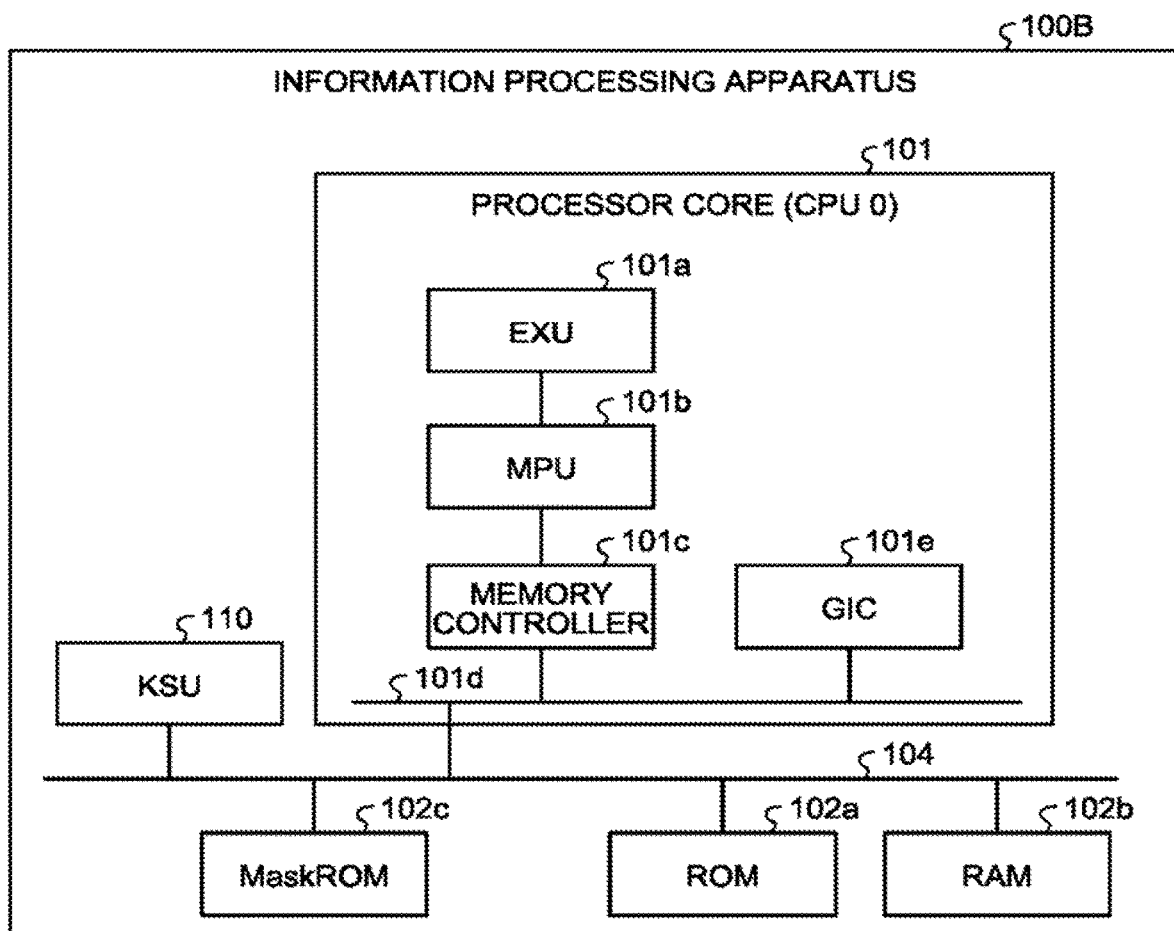 100B
INFORMATION PROCESSING APPARATUS
101
PROCESSOR CORE (CPU 0)
101a
EXU
101b
MPU
101c
MEMORY
CONTROLLER
101e
GIC
110
KSU
101d
104
102c
MaskROM
102a
ROM
102b
RAM